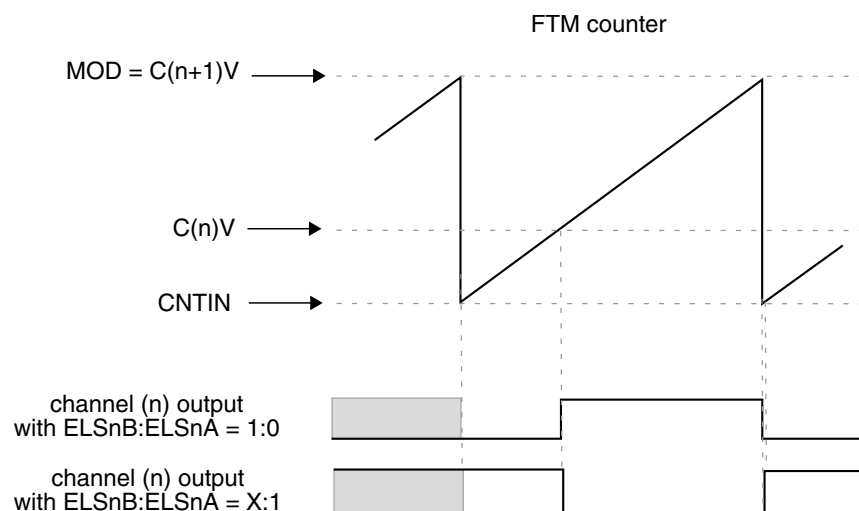 FTM counter
MOD = C(n+1)V
C(n)V
CNTIN
channel (n) output
with ELSnB:ELSnA = 1:0
channel (n) output
with ELSnB:ELSnA = X:1